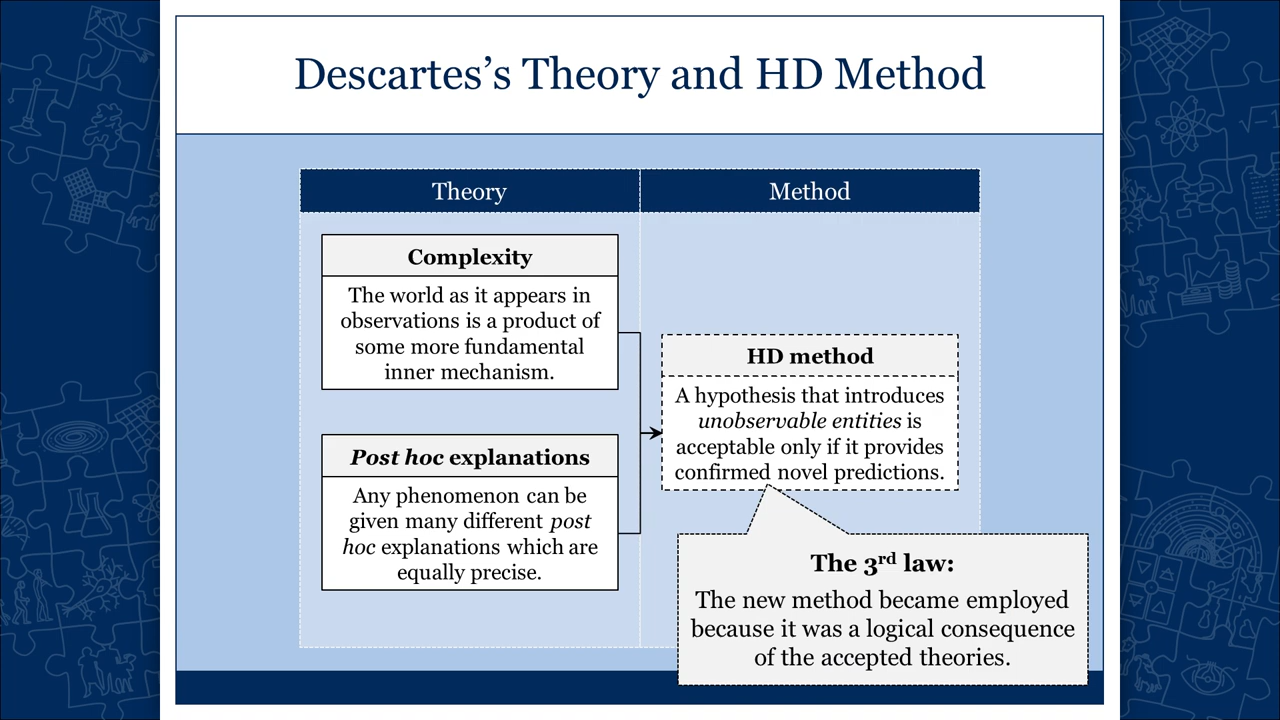 Descartes’s Theory and HD Method
Theory
Method
Complexity
The world as it appears in
observations is a product of
some more fundamental
inner mechanism.
Post hoc explanations
Any phenomenon can be
given many different post
hoc explanations which are
equally precise.
HD method
A hypothesis that introduces
unobservable entities is
acceptable only if it provides
confirmed novel predictions.
The 3rd law:
The new method became employed
because it was a logical consequence
of the accepted theories.